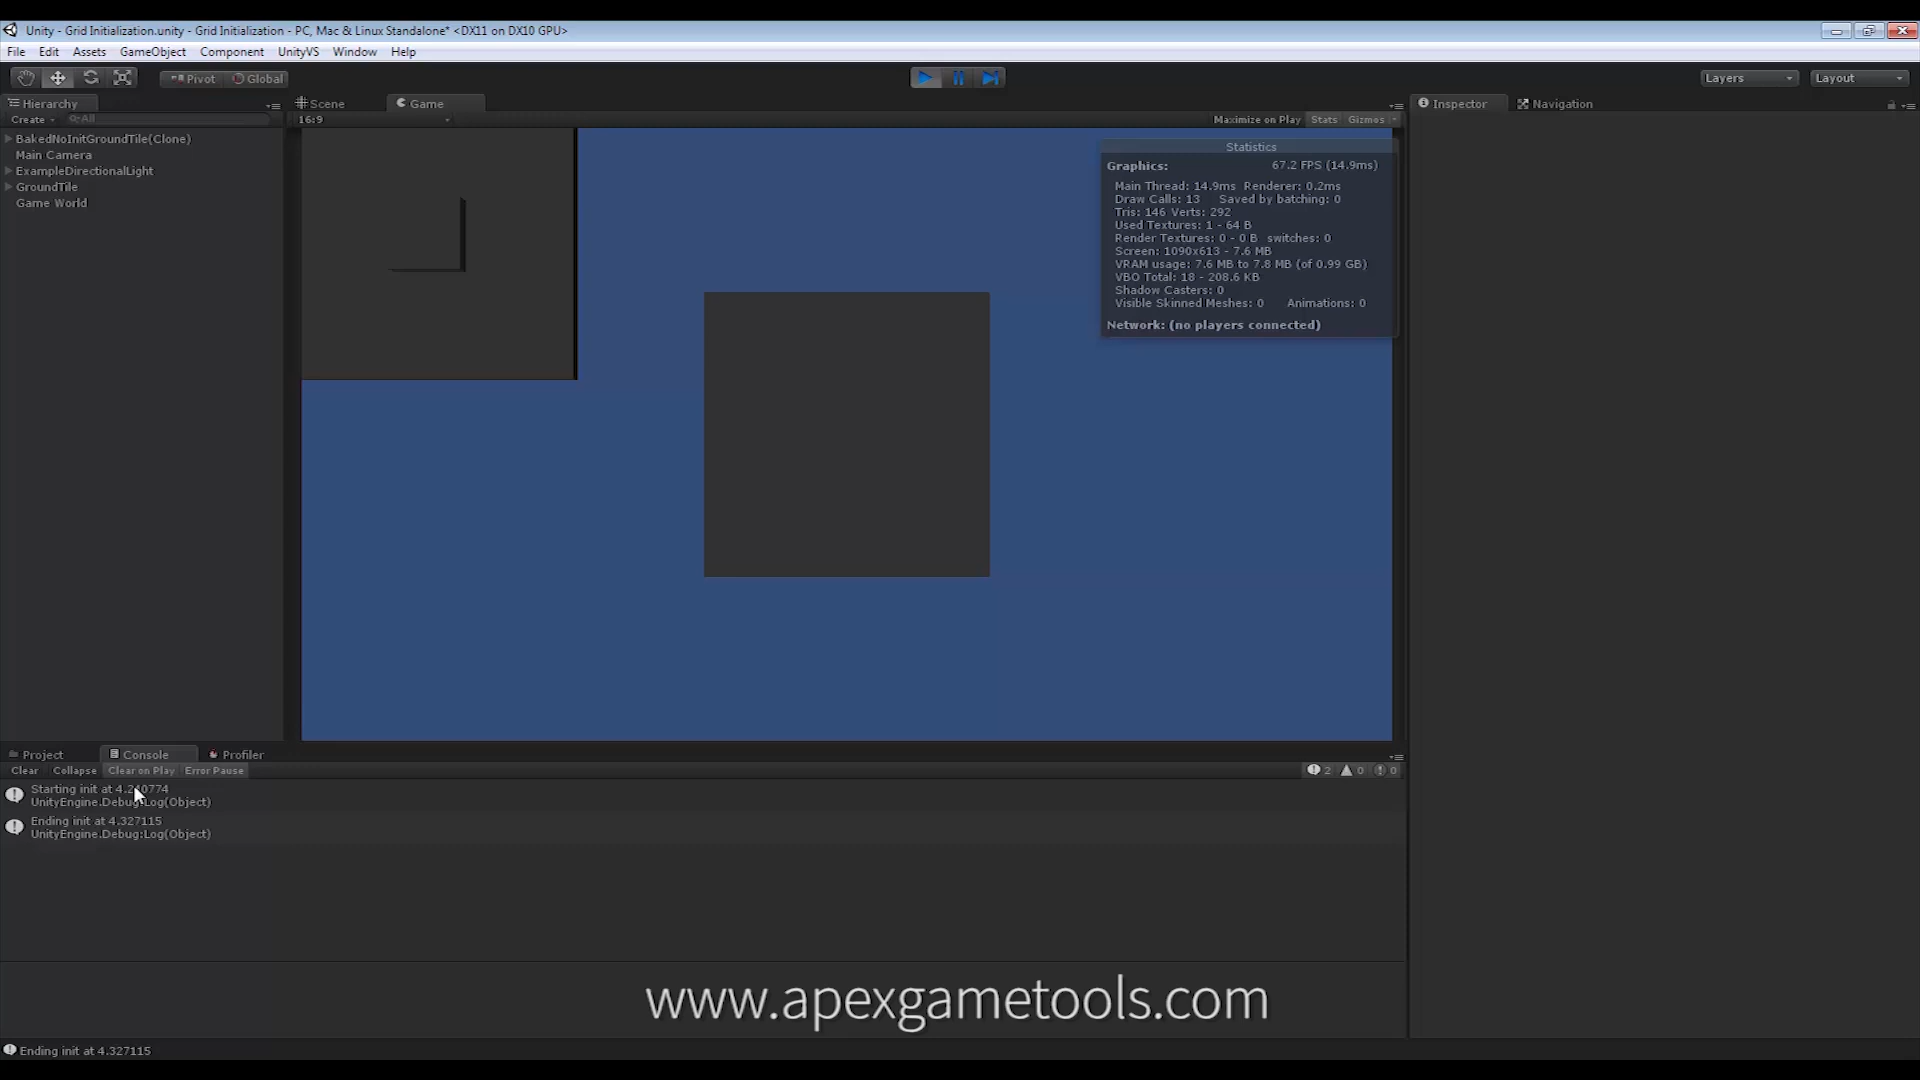 Unity - Grid Initialization.unity - Grid Initialization - PC, Mac & Linux Standalone* <DX11 on DX10 GPU>
File Edit Assets GameObject Component UnityVS Window Help
Pivot Global Layers Layout
Hierarchy Scene Game Inspector Navigation
Create All 16:9 Maximize on Play Stats Gizmos
BakedNoInitGroundTile(Clone)
Main Camera
ExampleDirectionalLight
GroundTile
Game World
Statistics
Graphics: 67.2 FPS (14.9ms)
Main Thread: 14.9ms Renderer: 0.2ms
Draw Calls: 13 Saved by batching: 0
Tris: 146 Verts: 292
Used Textures: 1 - 64 B
Render Textures: 0 - 0 B switches: 0
Screen: 1090x613 - 7.6 MB
VRAM usage: 7.6 MB to 7.8 MB (of 0.99 GB)
VBO Total: 18 - 208.6 KB
Shadow Casters: 0
Visible Skinned Meshes: 0 Animations: 0
Network: (no players connected)
Project Console Profiler
Clear Collapse Clear on Play Error Pause 2 0 0
Starting init at
UnityEngine.Debug:Log(Object)
Ending init at 4.327115
UnityEngine.Debug:Log(Object)
www.apexgametools.com
Ending init at 4.327115